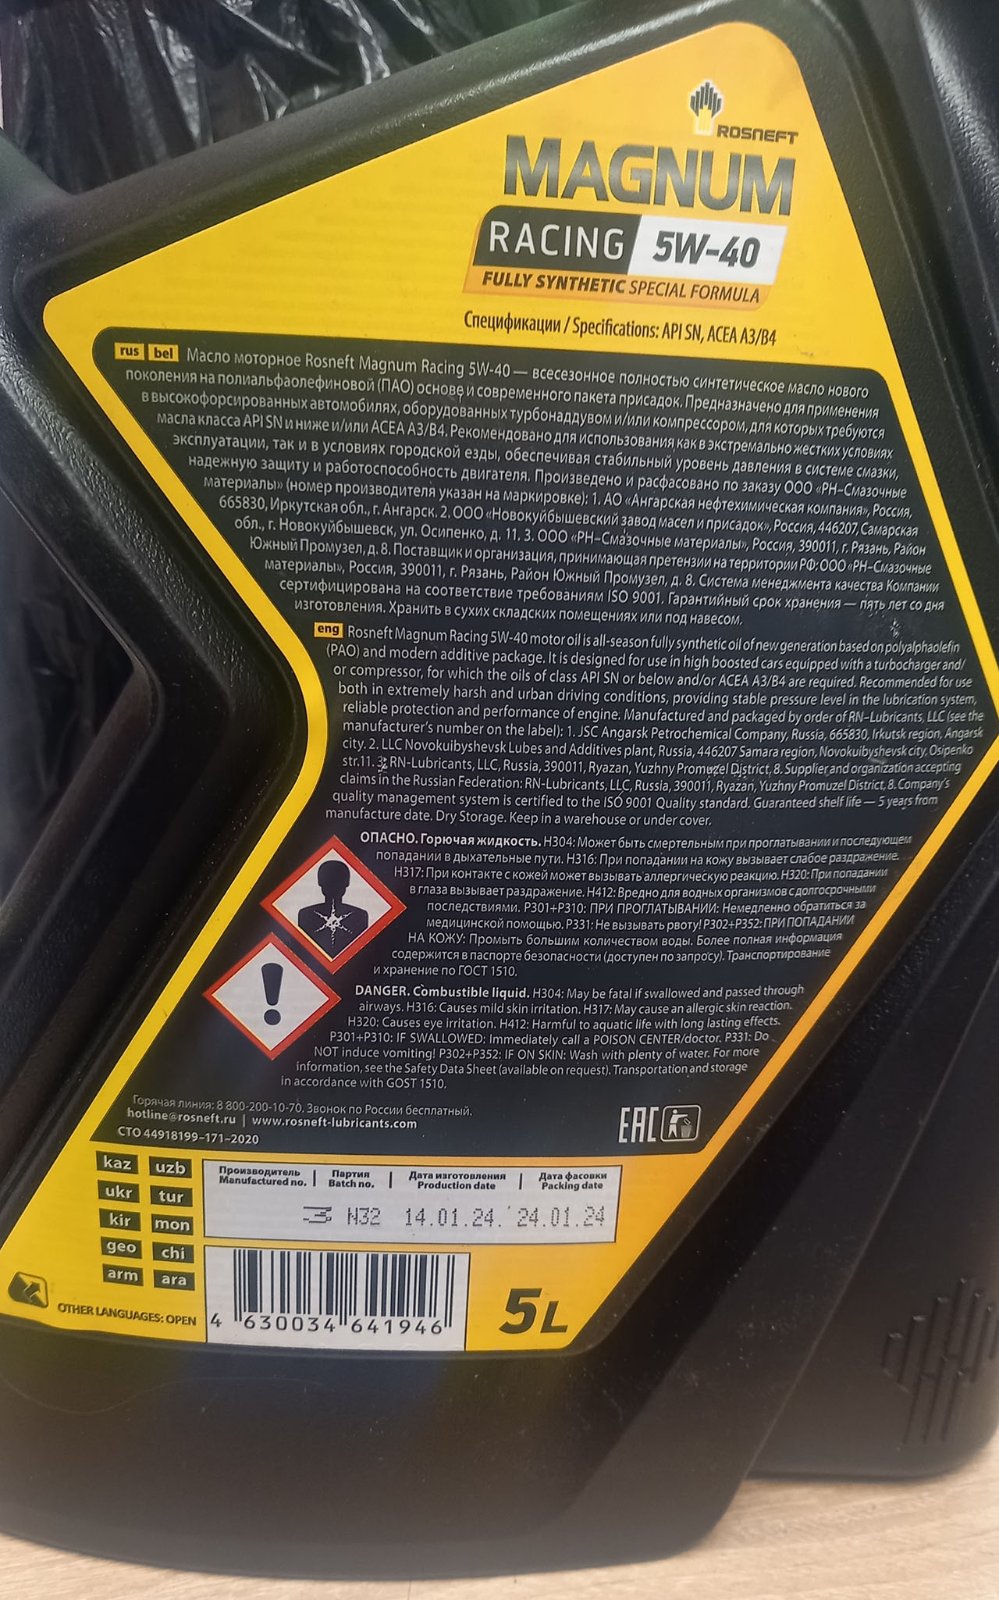 ROSNEFT
MAGNUM
RACING 5W-40
FULLY SYNTHETIC SPECIAL FORMULA
Спецификации / Specifications: API SN, ACEA A3/B4
rus bel Масло моторное Rosneft Magnum Racing 5W-40 — всесезонное полностью синтетическое масло нового
поколения на полиальфаолефиновой (ПАО) основе и современного пакета присадок. Предназначено для применения
в высокофорсированных автомобилях, оборудованных турбонаддувом и/или компрессором, для которых требуются
масла класса API SN и ниже и/или ACEA A3/B4. Рекомендовано для использования как в экстремально жестких условиях
эксплуатации, так и в условиях городской езды, обеспечивая стабильный уровень давления в системе смазки,
надежную защиту и работоспособность двигателя. Произведено и расфасовано по заказу ООО «РН–Смазочные
материалы» (номер производителя указан на маркировке): 1. АО «Ангарская нефтехимическая компания», Россия,
665830, Иркутская обл., г. Ангарск. 2. ООО «Новокуйбышевский завод масел и присадок», Россия, 446207, Самарская
обл., г. Новокуйбышевск, ул. Осипенко, д. 11. 3. ООО «РН–Смазочные материалы», Россия, 390011, г. Рязань, Район
Южный Промузел, д. 8. Поставщик и организация, принимающая претензии на территории РФ: ООО «РН–Смазочные
материалы», Россия, 390011, г. Рязань, Район Южный Промузел, д. 8. Система менеджмента качества Компании
сертифицирована на соответствие требованиям ISO 9001. Гарантийный срок хранения — пять лет со дня
изготовления. Хранить в сухих складских помещениях или под навесом.
eng Rosneft Magnum Racing 5W-40 motor oil is all-season fully synthetic oil of new generation based on polyalphaolefin
(PAO) and modern additive package. It is designed for use in high boosted cars equipped with a turbocharger and/
or compressor, for which the oils of class API SN or below and/or ACEA A3/B4 are required. Recommended for use
both in extremely harsh and urban driving conditions, providing stable pressure level in the lubrication system,
reliable protection and performance of engine. Manufactured and packaged by order of RN–Lubricants, LLC (see the
manufacturer's number on the label): 1. JSC Angarsk Petrochemical Company, Russia, 665830, Irkutsk region, Angarsk
city. 2. LLC Novokuibyshevsk Lubes and Additives plant, Russia, 446207 Samara region, Novokuibyshevsk city, Osipenko
str.11. 3. RN-Lubricants, LLC, Russia, 390011, Ryazan, Yuzhny Promuzel District, 8. Supplier and organization accepting
claims in the Russian Federation: RN-Lubricants, LLC, Russia, 390011, Ryazan, Yuzhny Promuzel District, 8. Company's
quality management system is certified to the ISO 9001 Quality standard. Guaranteed shelf life — 5 years from
manufacture date. Dry Storage. Keep in a warehouse or under cover.
ОПАСНО. Горючая жидкость. H304: Может быть смертельным при проглатывании и последующем
попадании в дыхательные пути. H316: При попадании на кожу вызывает слабое раздражение.
H317: При контакте с кожей может вызывать аллергическую реакцию. H320: При попадании
в глаза вызывает раздражение. H412: Вредно для водных организмов с долгосрочными
последствиями. P301+P310: ПРИ ПРОГЛАТЫВАНИИ: Немедленно обратиться за
медицинской помощью. P331: Не вызывать рвоту! P302+P352: ПРИ ПОПАДАНИИ
НА КОЖУ: Промыть большим количеством воды. Более полная информация
содержится в паспорте безопасности (доступен по запросу). Транспортирование
и хранение по ГОСТ 1510.
DANGER. Combustible liquid. H304: May be fatal if swallowed and passed through
airways. H316: Causes mild skin irritation. H317: May cause an allergic skin reaction.
H320: Causes eye irritation. H412: Harmful to aquatic life with long lasting effects.
P301+P310: IF SWALLOWED: Immediately call a POISON CENTER/doctor. P331: Do
NOT induce vomiting! P302+P352: IF ON SKIN: Wash with plenty of water. For more
information, see the Safety Data Sheet (available on request). Transportation and storage
in accordance with GOST 1510.
Горячая линия: 8 800-200-10-70. Звонок по России бесплатный.
hotline@rosneft.ru | www.rosneft-lubricants.com
СТО 44918199–171–2020
EAC
kaz uzb
ukr tur
kir mon
geo chi
arm ara
OTHER LANGUAGES: OPEN
Производитель | Партия | Дата изготовления | Дата фасовки
Manufactured no. | Batch no. | Production date | Packing date
3 N32 14.01.24. 24.01.24
4 630034 641946
5L